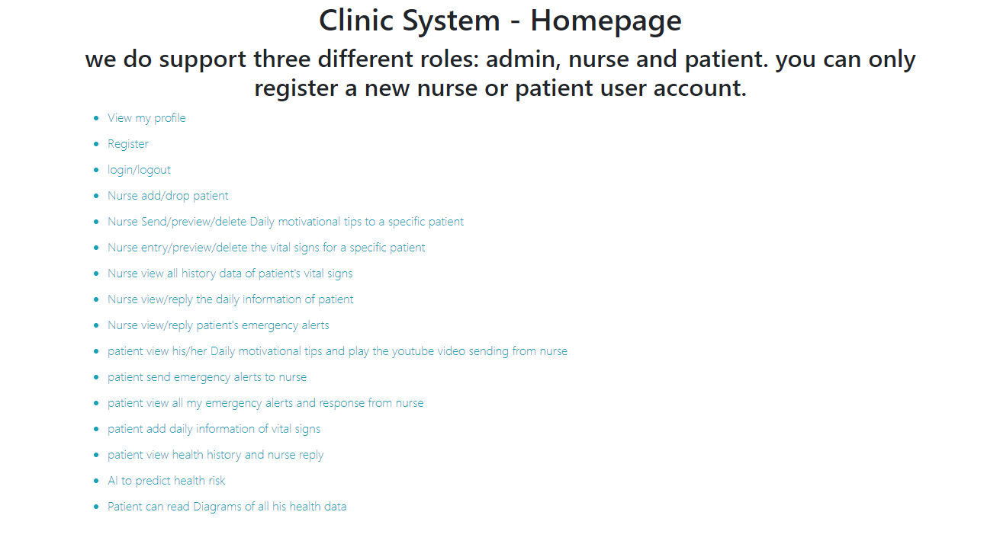 Clinic System - Homepage
we do support three different roles: admin, nurse and patient. you can only
register a new nurse or patient user account.
View my profile
Register
login/logout
Nurse add/drop patient
Nurse Send/preview/delete Daily motivational tips to a specific patient
Nurse entry/preview/delete the vital signs for a specific patient
Nurse view all history data of patient's vital signs
Nurse view/reply the daily information of patient
Nurse view/reply patient's emergency alerts
patient view his/her Daily motivational tips and play the youtube video sending from nurse
patient send emergency alerts to nurse
patient view all my emergency alerts and response from nurse
patient add daily information of vital signs
patient view health history and nurse reply
AI to predict health risk
Patient can read Diagrams of all his health data